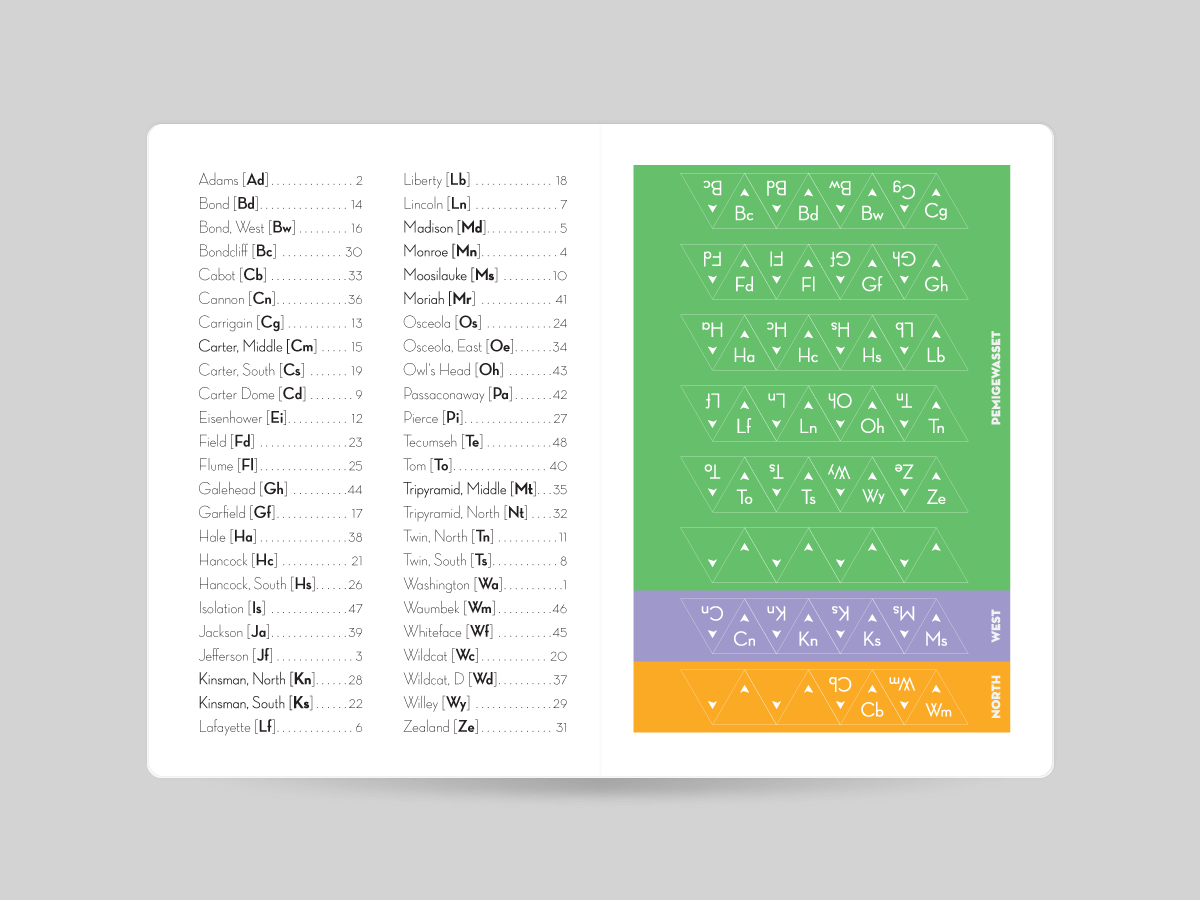 Adams [Ad] . . . . . . . . . . . . . . 2
Bond [Bd] . . . . . . . . . . . . . . . 14
Bond, West [Bw] . . . . . . . . . 16
Bondcliff [Bc] . . . . . . . . . . . . 30
Cabot [Cb] . . . . . . . . . . . . . . 33
Cannon [Cn] . . . . . . . . . . . . 36
Carrigain [Cg] . . . . . . . . . . . 13
Carter, Middle [Cm] . . . . . 15
Carter, South [Cs] . . . . . . . . 19
Carter Dome [Cd] . . . . . . . . 9
Eisenhower [Ei] . . . . . . . . . . 12
Field [Fd] . . . . . . . . . . . . . . . 23
Flume [Fl] . . . . . . . . . . . . . . . 25
Galehead [Gh] . . . . . . . . . . 44
Garfield [Gf] . . . . . . . . . . . . 17
Hale [Ha] . . . . . . . . . . . . . . . 38
Hancock [Hc] . . . . . . . . . . . 21
Hancock, South [Hs] . . . . . 26
Isolation [Is] . . . . . . . . . . . . . 47
Jackson [Ja] . . . . . . . . . . . . . 39
Jefferson [Jf] . . . . . . . . . . . . . 3
Kinsman, North [Kn] . . . . . 28
Kinsman, South [Ks] . . . . . 22
Lafayette [Lf] . . . . . . . . . . . . 6
Liberty [Lb] . . . . . . . . . . . . . 18
Lincoln [Ln] . . . . . . . . . . . . . 7
Madison [Md] . . . . . . . . . . . 5
Monroe [Mn] . . . . . . . . . . . . 4
Moosilauke [Ms] . . . . . . . . 10
Moriah [Mr] . . . . . . . . . . . . 41
Osceola [Os] . . . . . . . . . . . . 24
Osceola, East [Oe] . . . . . . . 34
Owl's Head [Oh] . . . . . . . . 43
Passaconaway [Pa] . . . . . . . 42
Pierce [Pi] . . . . . . . . . . . . . . 27
Tecumseh [Te] . . . . . . . . . . . 48
Tom [To] . . . . . . . . . . . . . . . 40
Tripyramid, Middle [Mt] . . . 35
Tripyramid, North [Nt] . . . . 32
Twin, North [Tn] . . . . . . . . . . 11
Twin, South [Ts] . . . . . . . . . . . 8
Washington [Wa] . . . . . . . . . . 1
Waumbek [Wm] . . . . . . . . . 46
Whiteface [Wf] . . . . . . . . . . 45
Wildcat [Wc] . . . . . . . . . . . 20
Wildcat, D [Wd] . . . . . . . . . 37
Willey [Wy] . . . . . . . . . . . . . 29
Zealand [Ze] . . . . . . . . . . . . 31
PEMIGEWASSET
Bc Bd Bw Cg
Bc Bd Bw Cg
Fd Fl Gf Gh
Fd Fl Gf Gh
Ha Hc Hs Lb
Ha Hc Hs Lb
Lf Ln Oh Tn
Lf Ln Oh Tn
To Ts Wy Ze
To Ts Wy Ze
WEST
Cn Kn Ks Ms
Cn Kn Ks Ms
NORTH
Cb Wm
Cb Wm